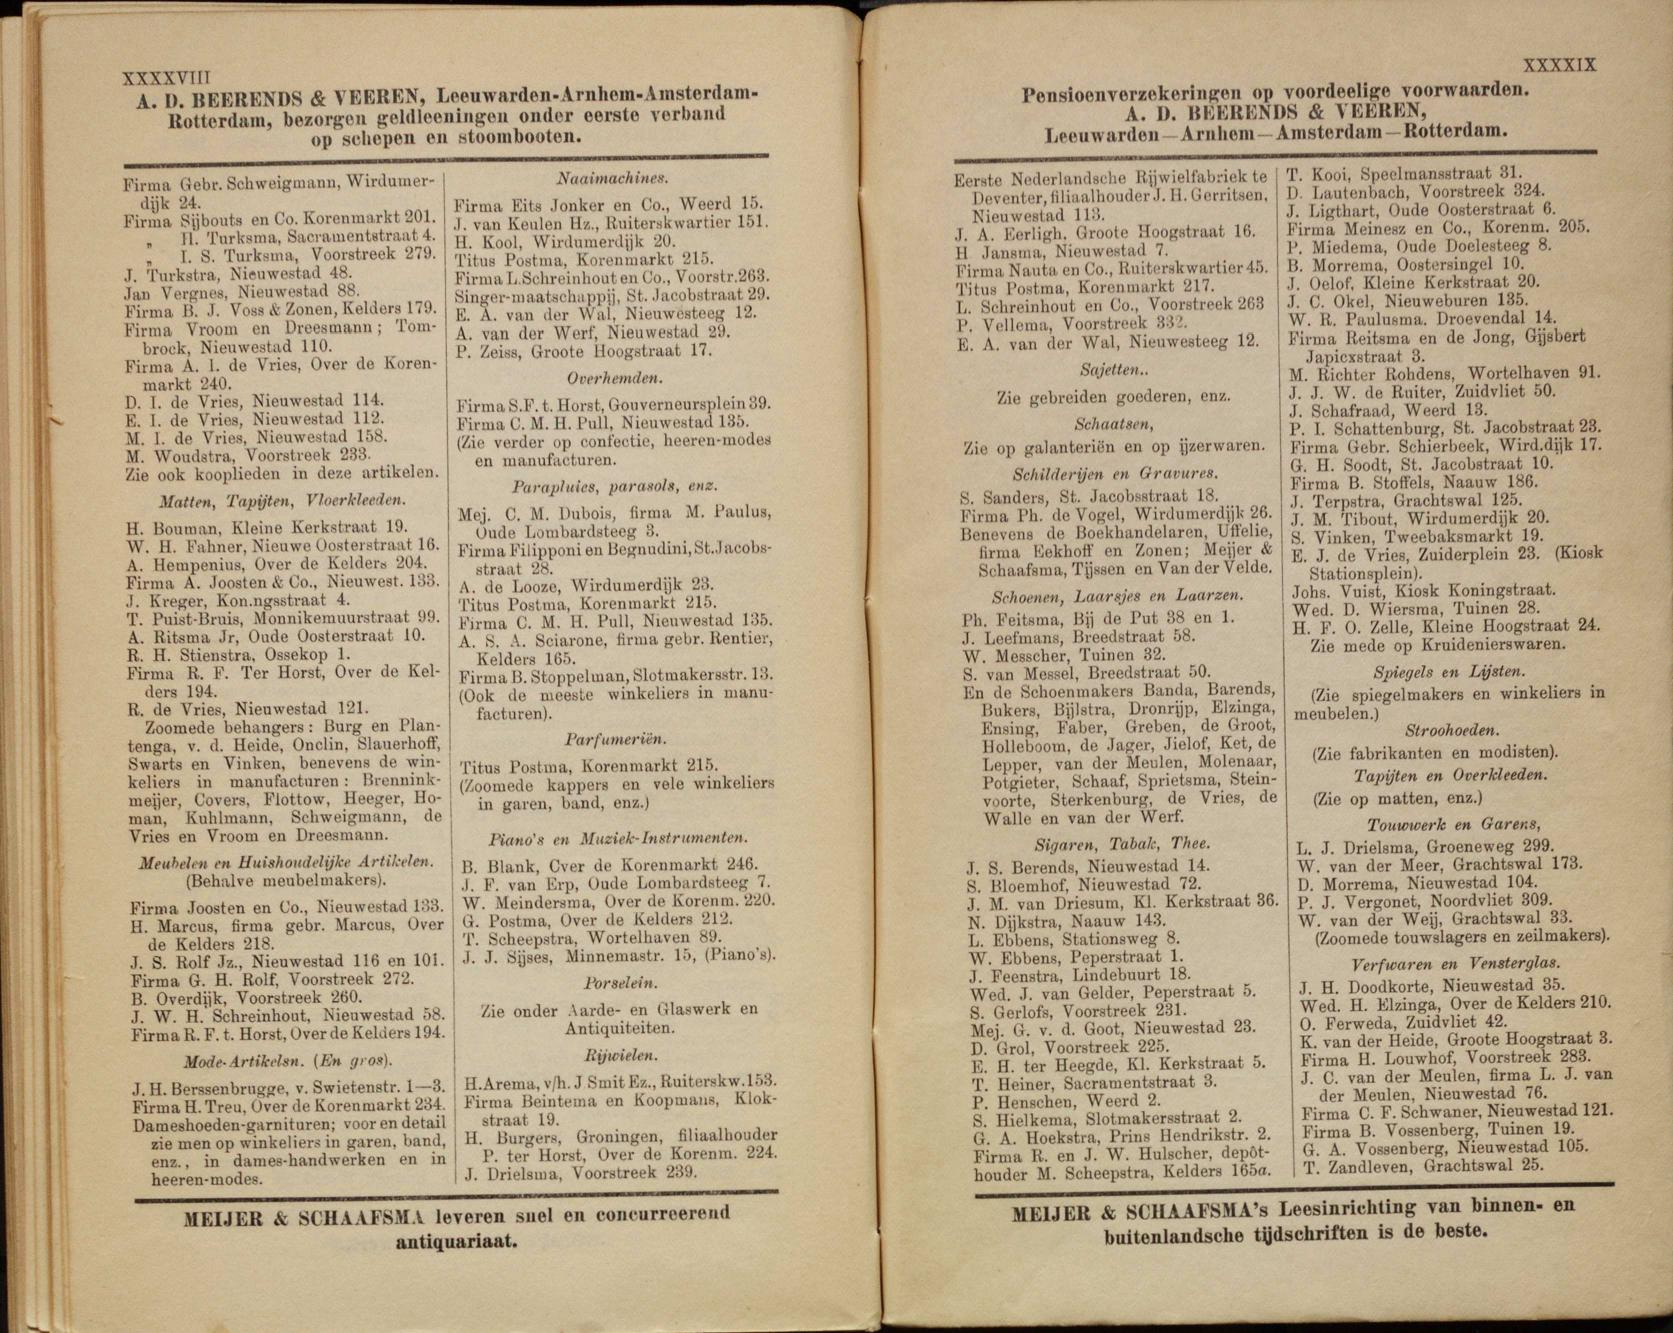 XXXXVIII
A. D. BEERENDS & VEEREN, Leeuwarden-Arnhem-Amsterdam-
Rotterdam, bezorgen geldleeningen onder eerste verband
op schepen en stoombooten.
Firma Gebr. Schweigmann, Wirdumer-
dijk 24.
Firma Sijbouts en Co. Korenmarkt 201.
„ H. Turksma, Sacramentstraat 4.
„ I. S. Turksma, Voorstreek 279.
J. Turkstra, Nieuwestad 48.
Jan Vergnes, Nieuwestad 88.
Firma B. J. Voss & Zonen, Kelders 179.
Firma Vroom en Dreesmann; Tom-
brock, Nieuwestad 110.
Firma A. I. de Vries, Over de Koren-
markt 240.
D. I. de Vries, Nieuwestad 114.
E. I. de Vries, Nieuwestad 112.
M. I. de Vries, Nieuwestad 158.
M. Woudstra, Voorstreek 233.
Zie ook kooplieden in deze artikelen.
Matten, Tapijten, Vloerkleeden.
H. Bouman, Kleine Kerkstraat 19.
W. H. Fahner, Nieuwe Oosterstraat 16.
A. Hempenius, Over de Kelders 204.
Firma A. Joosten & Co., Nieuwest. 133.
J. Kreger, Kon.ngsstraat 4.
T. Puist-Bruis, Monnikemuurstraat 99.
A. Ritsma Jr, Oude Oosterstraat 10.
R. H. Stienstra, Ossekop 1.
Firma R. F. Ter Horst, Over de Kel-
ders 194.
R. de Vries, Nieuwestad 121.
Zoomede behangers: Burg en Plan-
tenga, v. d. Heide, Onclin, Slauerhoff,
Swarts en Vinken, benevens de win-
keliers in manufacturen: Brennink-
meijer, Covers, Flottow, Heeger, Ho-
man, Kuhlmann, Schweigmann, de
Vries en Vroom en Dreesmann.
Meubelen en Huishoudelijke Artikelen.
(Behalve meubelmakers).
Firma Joosten en Co., Nieuwestad 133.
H. Marcus, firma gebr. Marcus, Over
de Kelders 218.
J. S. Rolf Jz., Nieuwestad 116 en 101.
Firma G. H. Rolf, Voorstreek 272.
B. Overdijk, Voorstreek 260.
J. W. H. Schreinhout, Nieuwestad 58.
Firma R. F. t. Horst, Over de Kelders 194.
Mode-Artikelsn. (En gros).
J. H. Berssenbrugge, v. Swietenstr. 1—3.
Firma H. Treu, Over de Korenmarkt 234.
Dameshoeden-garnituren; voor en detail
zie men op winkeliers in garen, band,
enz., in dames-handwerken en in
heeren-modes.
Naaimachines.
Firma Eits Jonker en Co., Weerd 15.
J. van Keulen Hz., Ruiterskwartier 151.
H. Kool, Wirdumerdijk 20.
Titus Postma, Korenmarkt 215.
Firma L. Schreinhout en Co., Voorstr. 263.
Singer-maatschappij, St. Jacobstraat 29.
E. A. van der Wal, Nieuwesteeg 12.
A. van der Werf, Nieuwestad 29.
P. Zeiss, Groote Hoogstraat 17.
Overhemden.
Firma S.F. t. Horst, Gouverneursplein 39.
Firma C. M. H. Pull, Nieuwestad 135.
(Zie verder op confectie, heeren-modes
en manufacturen.
Parapluies, parasols, enz.
Mej. C. M. Dubois, firma M. Paulus,
Oude Lombardsteeg 3.
Firma Filipponi en Begnudini, St. Jacobs-
straat 28.
A. de Looze, Wirdumerdijk 23.
Titus Postma, Korenmarkt 215.
Firma C. M. H. Pull, Nieuwestad 135.
A. S. A. Sciarone, firma gebr. Rentier,
Kelders 165.
Firma B. Stoppelman, Slotmakersstr. 13.
(Ook de meeste winkeliers in manu-
facturen).
Parfumeriën.
Titus Postma, Korenmarkt 215.
(Zoomede kappers en vele winkeliers
in garen, band, enz.)
Piano's en Muziek-Instrumenten.
B. Blank, Over de Korenmarkt 246.
J. F. van Erp, Oude Lombardsteeg 7.
W. Meindersma, Over de Korenm. 220.
G. Postma, Over de Kelders 212.
T. Scheepstra, Wortelhaven 89.
J. J. Sijses, Minnemastr. 15, (Piano's).
Porselein.
Zie onder Aarde- en Glaswerk en
Antiquiteiten.
Rijwielen.
H. Arema, v/h. J Smit Ez., Ruiterskw. 153.
Firma Beintema en Koopmans, Klok-
straat 19.
H. Burgers, Groningen, filiaalhouder
P. ter Horst, Over de Korenm. 224.
J. Drielsma, Voorstreek 239.
MEIJER & SCHAAFSMA leveren snel en concurreerend
antiquariaat.
XXXXIX
Pensioenverzekeringen op voordeelige voorwaarden.
A. D. BEERENDS & VEEREN,
Leeuwarden—Arnhem—Amsterdam—Rotterdam.
Eerste Nederlandsche Rijwielfabriek te
Deventer, filiaalhouder J. H. Gerritsen,
Nieuwestad 113.
J. A. Eerligh, Groote Hoogstraat 16.
H Jansma, Nieuwestad 7.
Firma Nauta en Co., Ruiterskwartier 45.
Titus Postma, Korenmarkt 217.
L. Schreinhout en Co., Voorstreek 263
P. Vellema, Voorstreek 332.
E. A. van der Wal, Nieuwesteeg 12.
Sajetten..
Zie gebreiden goederen, enz.
Schaatsen,
Zie op galanteriën en op ijzerwaren.
Schilderijen en Gravures.
S. Sanders, St. Jacobsstraat 18.
Firma Ph. de Vogel, Wirdumerdijk 26.
Benevens de Boekhandelaren, Uffelie,
firma Eekhoff en Zonen; Meijer &
Schaafsma, Tijssen en Van der Velde.
Schoenen, Laarsjes en Laarzen.
Ph. Feitsma, Bij de Put 38 en 1.
J. Leefmans, Breedstraat 58.
W. Messcher, Tuinen 32.
S. van Messel, Breedstraat 50.
En de Schoenmakers Banda, Barends,
Bukers, Bijlstra, Dronrijp, Elzinga,
Ensing, Faber, Greben, de Groot,
Holleboom, de Jager, Jielof, Ket, de
Lepper, van der Meulen, Molenaar,
Potgieter, Schaaf, Sprietsma, Stein-
voorte, Sterkenburg, de Vries, de
Walle en van der Werf.
Sigaren, Tabak, Thee.
J. S. Berends, Nieuwestad 14.
S. Bloemhof, Nieuwestad 72.
J. M. van Driesum, Kl. Kerkstraat 36.
N. Dijkstra, Naauw 143.
L. Ebbens, Stationsweg 8.
W. Ebbens, Peperstraat 1.
J. Feenstra, Lindebuurt 18.
Wed. J. van Gelder, Peperstraat 5.
S. Gerlofs, Voorstreek 231.
Mej. G. v. d. Goot, Nieuwestad 23.
D. Grol, Voorstreek 225.
E. H. ter Heegde, Kl. Kerkstraat 5.
T. Heiner, Sacramentstraat 3.
P. Henschen, Weerd 2.
S. Hielkema, Slotmakersstraat 2.
G. A. Hoekstra, Prins Hendrikstr. 2.
Firma R. en J. W. Hulscher, depôt-
houder M. Scheepstra, Kelders 165a.
T. Kooi, Speelmansstraat 31.
D. Lautenbach, Voorstreek 324.
J. Ligthart, Oude Oosterstraat 6.
Firma Meinesz en Co., Korenm. 205.
P. Miedema, Oude Doelesteeg 8.
B. Morrema, Oostersingel 10.
J. Oelof, Kleine Kerkstraat 20.
J. C. Okel, Nieuweburen 135.
W. R. Paulusma. Droevendal 14.
Firma Reitsma en de Jong, Gijsbert
Japicxstraat 3.
M. Richter Rohdens, Wortelhaven 91.
J. J. W. de Ruiter, Zuidvliet 50.
J. Schafraad, Weerd 13.
P. I. Schattenburg, St. Jacobstraat 23.
Firma Gebr. Schierbeek, Wird.dijk 17.
G. H. Soodt, St. Jacobstraat 10.
Firma B. Stoffels, Naauw 186.
J. Terpstra, Grachtswal 125.
J. M. Tibout, Wirdumerdijk 20.
S. Vinken, Tweebaksmarkt 19.
E. J. de Vries, Zuiderplein 23. (Kiosk
Stationsplein).
Johs. Vuist, Kiosk Koningstraat.
Wed. D. Wiersma, Tuinen 28.
H. F. O. Zelle, Kleine Hoogstraat 24.
Zie mede op Kruidenierswaren.
Spiegels en Lijsten.
(Zie spiegelmakers en winkeliers in
meubelen.)
Stroohoeden.
(Zie fabrikanten en modisten).
Tapijten en Overkleeden.
(Zie op matten, enz.)
Touwwerk en Garens,
L. J. Drielsma, Groeneweg 299.
W. van der Meer, Grachtswal 173.
D. Morrema, Nieuwestad 104.
P. J. Vergonet, Noordvliet 309.
W. van der Weij, Grachtswal 33.
(Zoomede touwslagers en zeilmakers).
Verfwaren en Vensterglas.
J. H. Doodkorte, Nieuwestad 35.
Wed. H. Elzinga, Over de Kelders 210.
O. Ferweda, Zuidvliet 42.
K. van der Heide, Groote Hoogstraat 3.
Firma H. Louwhof, Voorstreek 283.
J. C. van der Meulen, firma L. J. van
der Meulen, Nieuwestad 76.
Firma C. F. Schwaner, Nieuwestad 121.
Firma B. Vossenberg, Tuinen 19.
G. A. Vossenberg, Nieuwestad 105.
T. Zandleven, Grachtswal 25.
MEIJER & SCHAAFSMA's Leesinrichting van binnen- en
buitenlandsche tijdschriften is de beste.